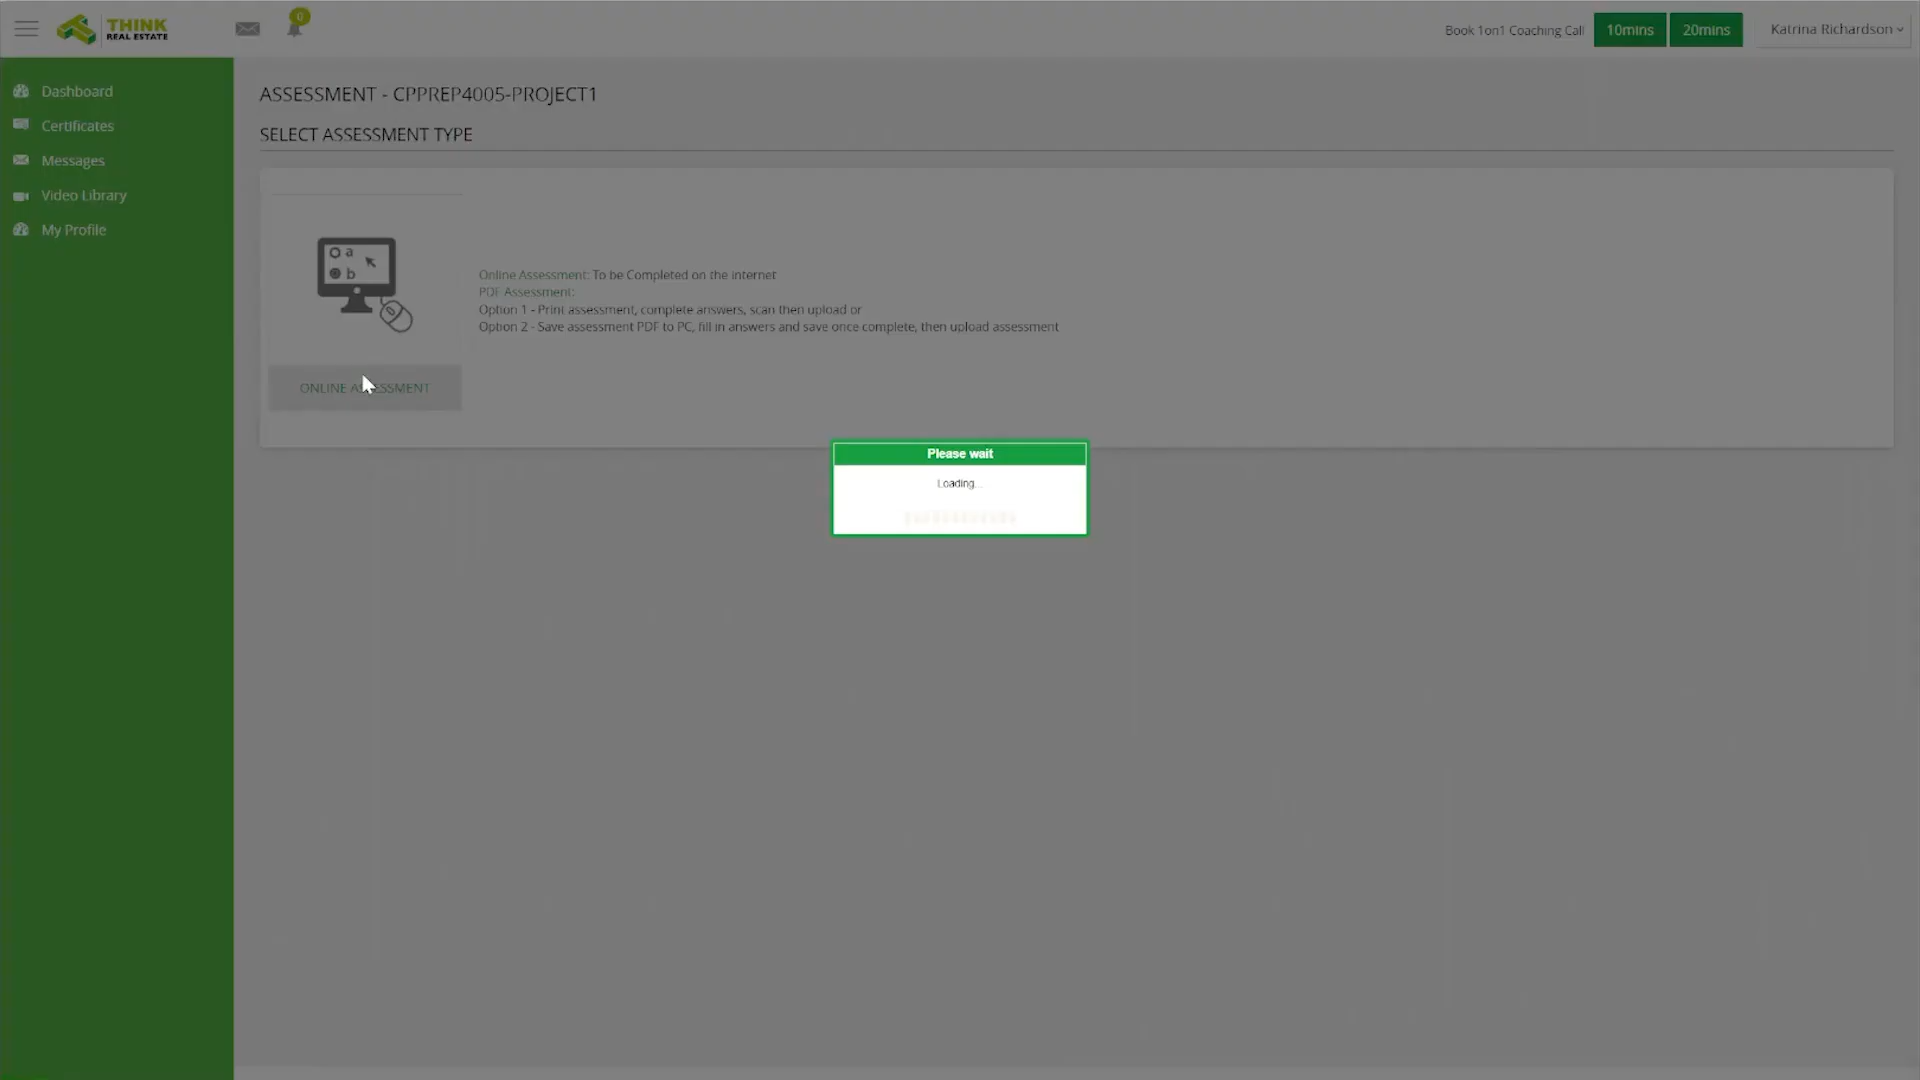 THINK
REAL ESTATE
0
Book 1on1 Coaching Call
10mins
20mins
Katrina Richardson
Dashboard
Certificates
Messages
Video Library
My Profile
ASSESSMENT - CPPREP4005-PROJECT1
SELECT ASSESSMENT TYPE
a
b
Online Assessment: To be Completed on the internet
PDF Assessment:
Option 1 - Print assessment, complete answers, scan then upload or
Option 2 - Save assessment PDF to PC, fill in answers and save once complete, then upload assessment
ONLINE ASSESSMENT
Please wait
Loading...